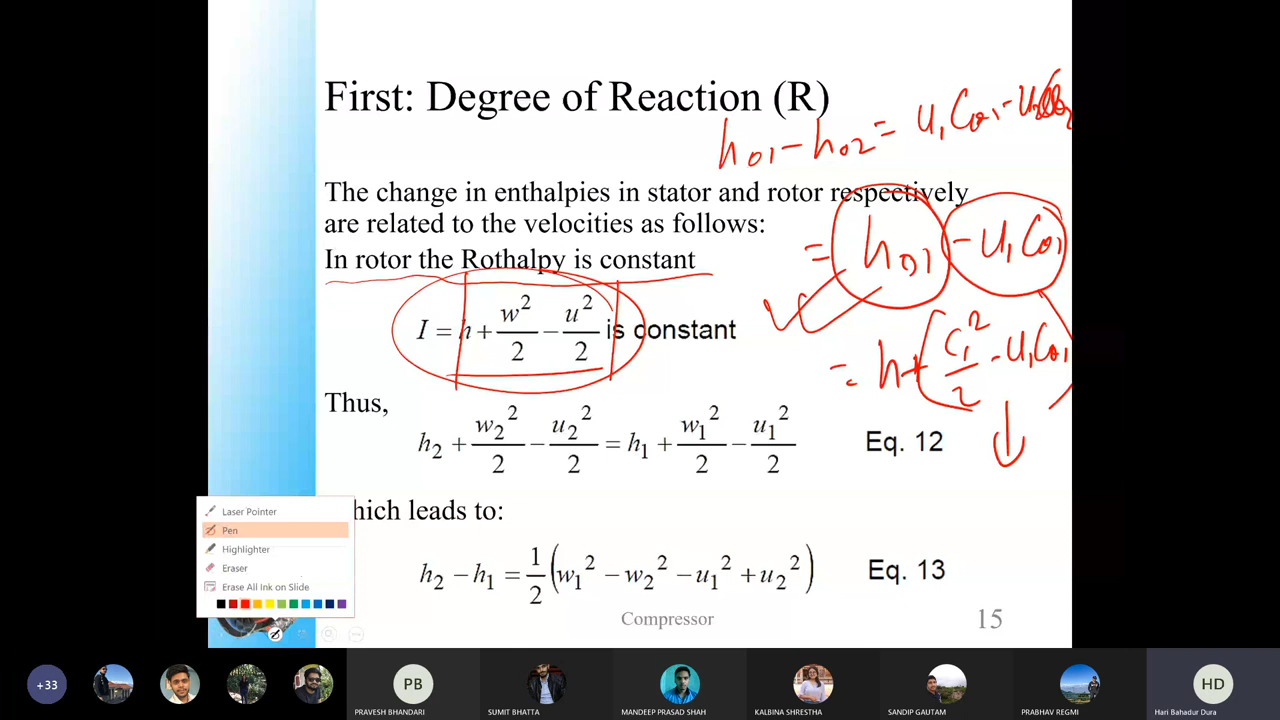 First: Degree of Reaction (R)
h01 - h02 = U1Cθ1 -
The change in enthalpies in stator and rotor respectively
are related to the velocities as follows:
In rotor the Rothalpy is constant
= h01 - U1Cθ1
I = h + w²/2 - u²/2 is constant
= h + C1²/2 - U1Cθ1
Thus,
h2 + w2²/2 - u2²/2 = h1 + w1²/2 - u1²/2 Eq. 12
hich leads to:
h2 - h1 = 1/2 (w1² - w2² - u1² + u2²) Eq. 13
Laser Pointer
Pen
Highlighter
Eraser
Erase All Ink on Slide
Compressor 15
+33
PB
HD
PRAVESH BHANDARI
SUMIT BHATTA
MANDEEP PRASAD SHAH
KALBINA SHRESTHA
SANDIP GAUTAM
PRABHAV REGMI
Hari Bahadur Dura